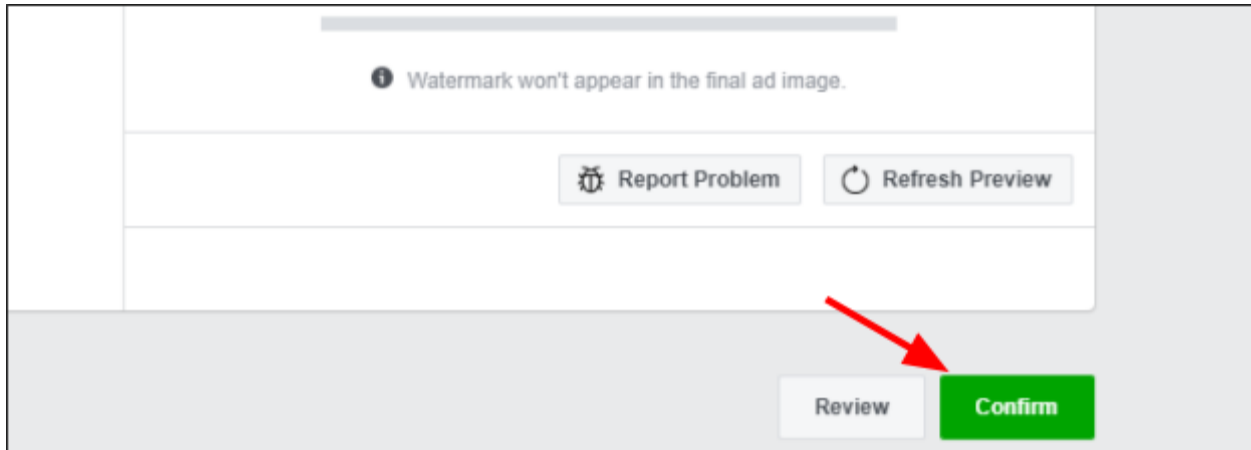 Watermark won't appear in the final ad image.
Report Problem
Refresh Preview
Review
Confirm